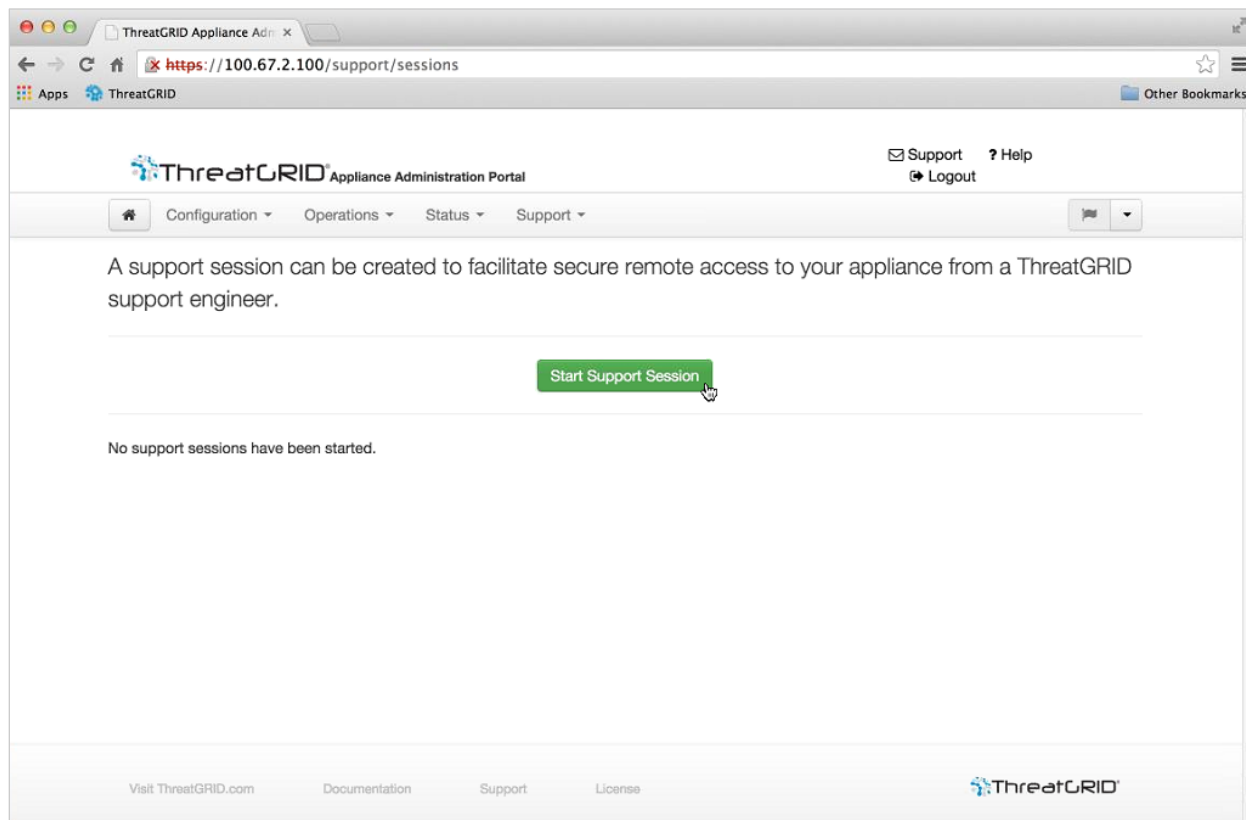 ThreatGRID Appliance Adn
https://100.67.2.100/support/sessions
Apps ThreatGRID Other Bookmarks
Support ? Help
ThreatGRID® Appliance Administration Portal
Logout
Configuration Operations Status Support
A support session can be created to facilitate secure remote access to your appliance from a ThreatGRID
support engineer.
Start Support Session
No support sessions have been started.
Visit ThreatGRID.com Documentation Support License ThreatGRID®